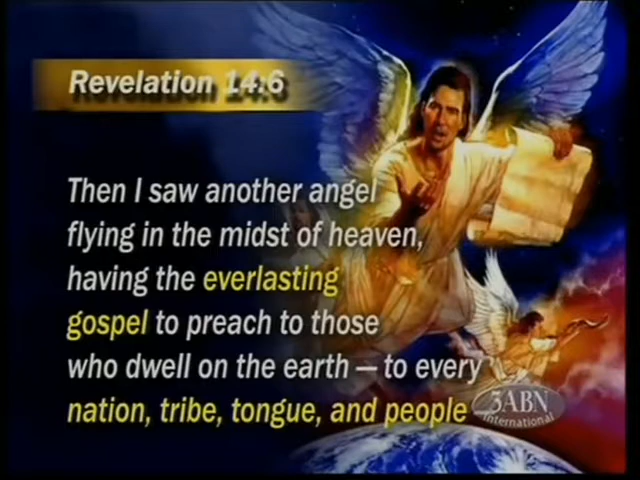 Revelation 14:6
Then I saw another angel
flying in the midst of heaven,
having the everlasting
gospel to preach to those
who dwell on the earth — to every
nation, tribe, tongue, and people
3ABN
International